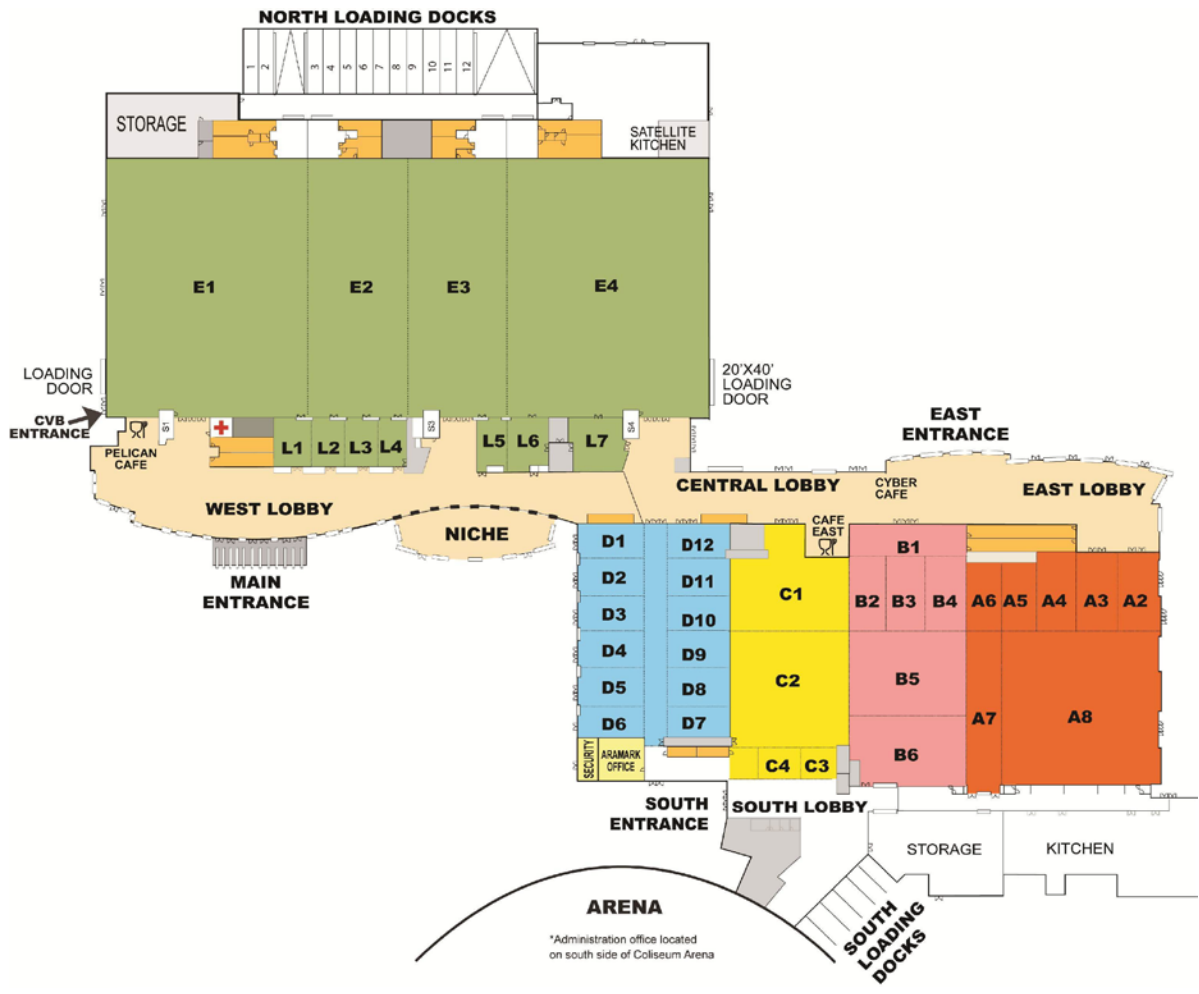 NORTH LOADING DOCKS
1
2
3
4
5
6
7
8
9
10
11
12
STORAGE
SATELLITE
KITCHEN
E1
E2
E3
E4
LOADING
DOOR
20'X40'
LOADING
DOOR
CVB
ENTRANCE
S1
S3
S4
PELICAN
CAFE
L1
L2
L3
L4
L5
L6
L7
EAST
ENTRANCE
WEST LOBBY
CENTRAL LOBBY
CYBER
CAFE
EAST LOBBY
NICHE
CAFE
EAST
MAIN
ENTRANCE
D1
D2
D3
D4
D5
D6
D12
D11
D10
D9
D8
D7
C1
C2
C4
C3
B1
B2
B3
B4
B5
B6
A6
A5
A4
A3
A2
A7
A8
SECURITY
ARAMARK
OFFICE
SOUTH
ENTRANCE
SOUTH LOBBY
STORAGE
KITCHEN
ARENA
*Administration office located
on south side of Coliseum Arena
SOUTH
LOADING
DOCKS